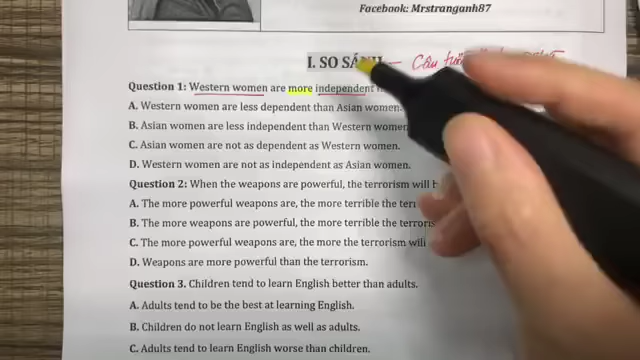 Facebook: Mrstranganh87
I. SO SÁNH — Câu
Question 1: Western women are more independent
A. Western women are less dependent than Asian women.
B. Asian women are less independent than Western women
C. Asian women are not as dependent as Western women.
D. Western women are not as independent as Asian women.
Question 2: When the weapons are powerful, the terrorism will
A. The more powerful weapons are, the more terrible the
B. The more weapons are powerful, the more terrible the
C. The more powerful weapons are, the more the terrorism will
D. Weapons are more powerful than the terrorism.
Question 3. Children tend to learn English better than adults.
A. Adults tend to be the best at learning English.
B. Children do not learn English as well as adults.
C. Adults tend to learn English worse than children.